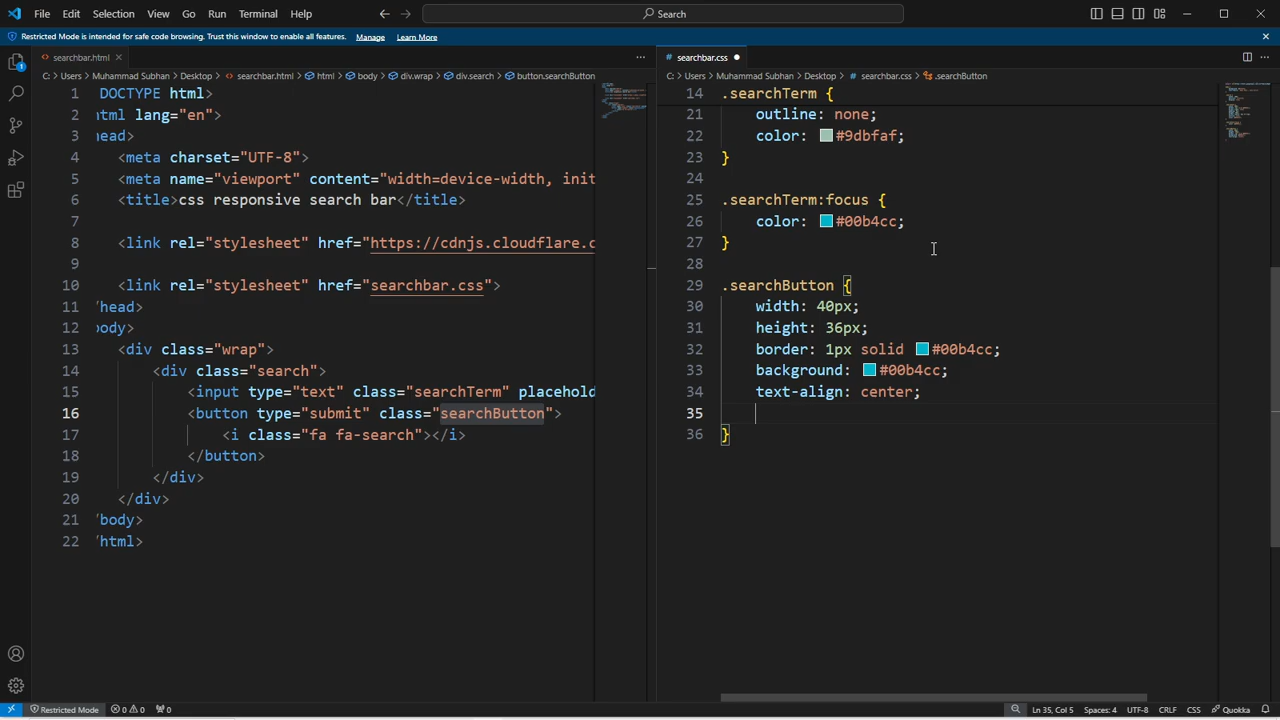 File Edit Selection View Go Run Terminal Help
Search
Restricted Mode is intended for safe code browsing. Trust this window to enable all features. Manage Learn More
searchbar.html
C: > Users > Muhammad Subhan > Desktop > searchbar.html > html > body > div.wrap > div.search > button.searchButton
1 DOCTYPE html>
2 html lang="en">
3 head>
4 <meta charset="UTF-8">
5 <meta name="viewport" content="width=device-width, init
6 <title>css responsive search bar</title>
7
8 <link rel="stylesheet" href="https://cdnjs.cloudflare.c
9
10 <link rel="stylesheet" href="searchbar.css">
11 /head>
12 body>
13 <div class="wrap">
14 <div class="search">
15 <input type="text" class="searchTerm" placehold
16 <button type="submit" class="searchButton">
17 <i class="fa fa-search"></i>
18 </button>
19 </div>
20 </div>
21 /body>
22 /html>
# searchbar.css
C: > Users > Muhammad Subhan > Desktop > # searchbar.css > .searchButton
14 .searchTerm {
21 outline: none;
22 color: #9dbfaf;
23 }
24
25 .searchTerm:focus {
26 color: #00b4cc;
27 }
28
29 .searchButton {
30 width: 40px;
31 height: 36px;
32 border: 1px solid #00b4cc;
33 background: #00b4cc;
34 text-align: center;
35
36 }
1
Restricted Mode 0 0 0 Ln 35, Col 5 Spaces: 4 UTF-8 CRLF CSS Quokka